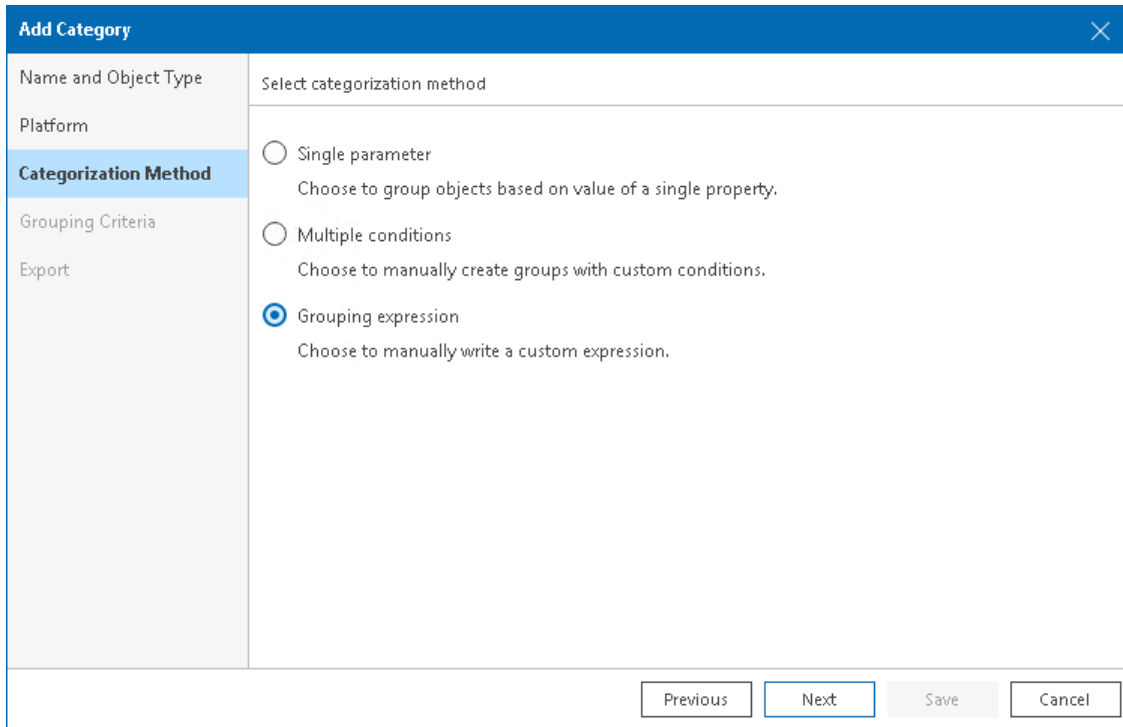 Add Category
Name and Object Type
Platform
Categorization Method
Grouping Criteria
Export
Select categorization method
Single parameter
Choose to group objects based on value of a single property.
Multiple conditions
Choose to manually create groups with custom conditions.
Grouping expression
Choose to manually write a custom expression.
Previous
Next
Save
Cancel